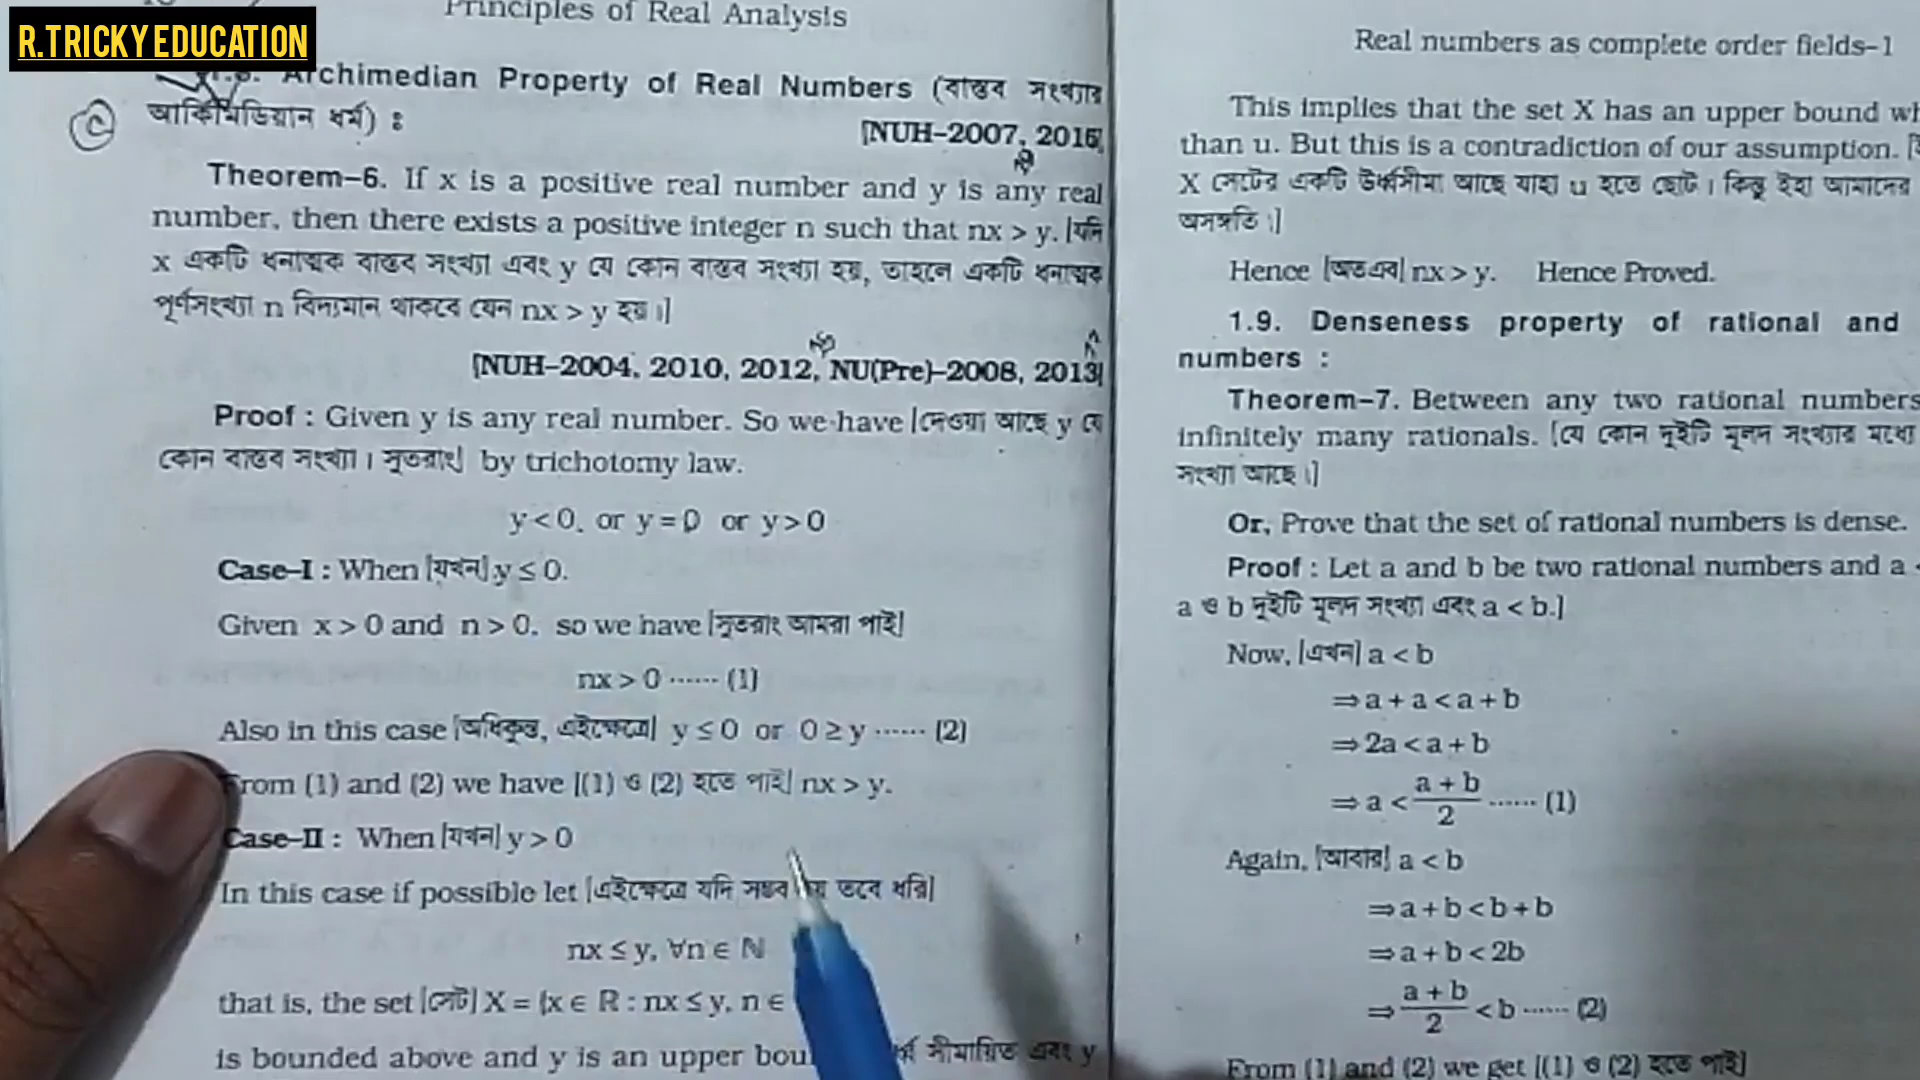 R.TRICKY EDUCATION
Principles of Real Analysis
Archimedian Property of Real Numbers (বাস্তব সংখ্যার
আর্কিমিডিয়ান ধর্ম) :
[NUH–2007, 2015]
Theorem–6. If x is a positive real number and y is any real
number, then there exists a positive integer n such that nx > y. [যদি
x একটি ধনাত্মক বাস্তব সংখ্যা এবং y যে কোন বাস্তব সংখ্যা হয়, তাহলে একটি ধনাত্মক
পূর্ণসংখ্যা n বিদ্যমান থাকবে যেন nx > y হয়।]
[NUH–2004, 2010, 2012, NU(Pre)–2008, 2013]
Proof : Given y is any real number. So we have [দেওয়া আছে y যে
কোন বাস্তব সংখ্যা। সুতরাং] by trichotomy law.
y < 0, or y = 0 or y > 0
Case–I : When [যখন] y ≤ 0.
Given x > 0 and n > 0, so we have [সুতরাং আমরা পাই]
nx > 0 ...... (1)
Also in this case [অধিকন্তু, এইক্ষেত্রে] y ≤ 0 or 0 ≥ y ...... (2)
From (1) and (2) we have [(1) ও (2) হতে পাই] nx > y.
Case–II : When [যখন] y > 0
In this case if possible let [এইক্ষেত্রে যদি সম্ভব হয় তবে ধরি]
nx ≤ y, ∀n ∈ ℕ
that is, the set [সেট] X = {x ∈ ℝ : nx ≤ y, n ∈
is bounded above and y is an upper সীমায়িত এবং y
Real numbers as complete order fields–1
This implies that the set X has an upper bound
than u. But this is a contradiction of our assumption.
X সেটের একটি উর্ধ্বসীমা আছে যাহা u হতে ছোট। কিন্তু ইহা আমাদের
অসঙ্গতি।]
Hence [অতএব] nx > y. Hence Proved.
1.9. Denseness property of rational and
numbers :
Theorem–7. Between any two rational numbers
infinitely many rationals. [যে কোন দুইটি মূলদ সংখ্যার মধ্যে
সংখ্যা আছে।]
Or, Prove that the set of rational numbers is dense.
Proof : Let a and b be two rational numbers and a
a ও b দুইটি মূলদ সংখ্যা এবং a < b.]
Now, [এখন] a < b
⇒ a + a < a + b
⇒ 2a < a + b
⇒ a < (a + b)/2 ...... (1)
Again, [আবার] a < b
⇒ a + b < b + b
⇒ a + b < 2b
⇒ (a + b)/2 < b ...... (2)
From (1) and (2) we get [(1) ও (2) হতে পাই]